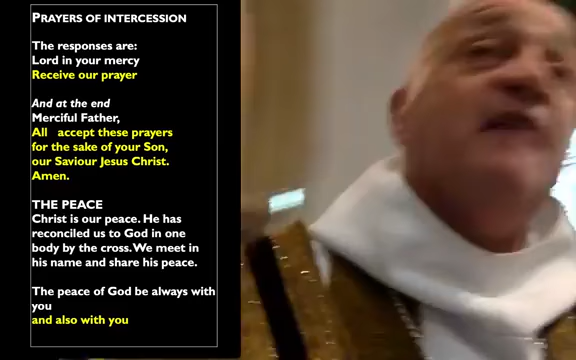 PRAYERS OF INTERCESSION
The responses are:
Lord in your mercy
Receive our prayer
And at the end
Merciful Father,
All accept these prayers
for the sake of your Son,
our Saviour Jesus Christ.
Amen.
THE PEACE
Christ is our peace. He has
reconciled us to God in one
body by the cross. We meet in
his name and share his peace.
The peace of God be always with
you
and also with you